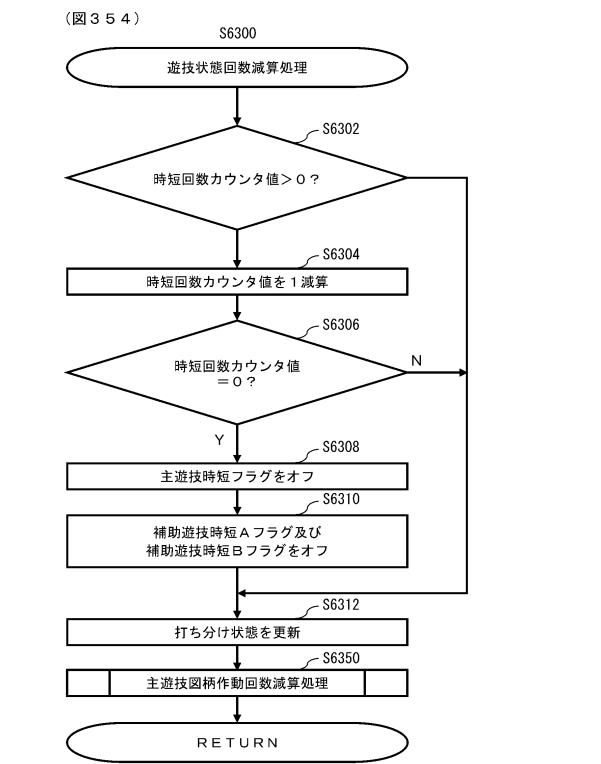 （図３５４）
S6300
遊技状態回数減算処理
S6302
時短回数カウンタ値＞０？
S6304
時短回数カウンタ値を１減算
S6306
時短回数カウンタ値
＝０？
N
Y
S6308
主遊技時短フラグをオフ
S6310
補助遊技時短Ａフラグ及び
補助遊技時短Ｂフラグをオフ
S6312
打ち分け状態を更新
S6350
主遊技図柄作動回数減算処理
ＲＥＴＵＲＮ